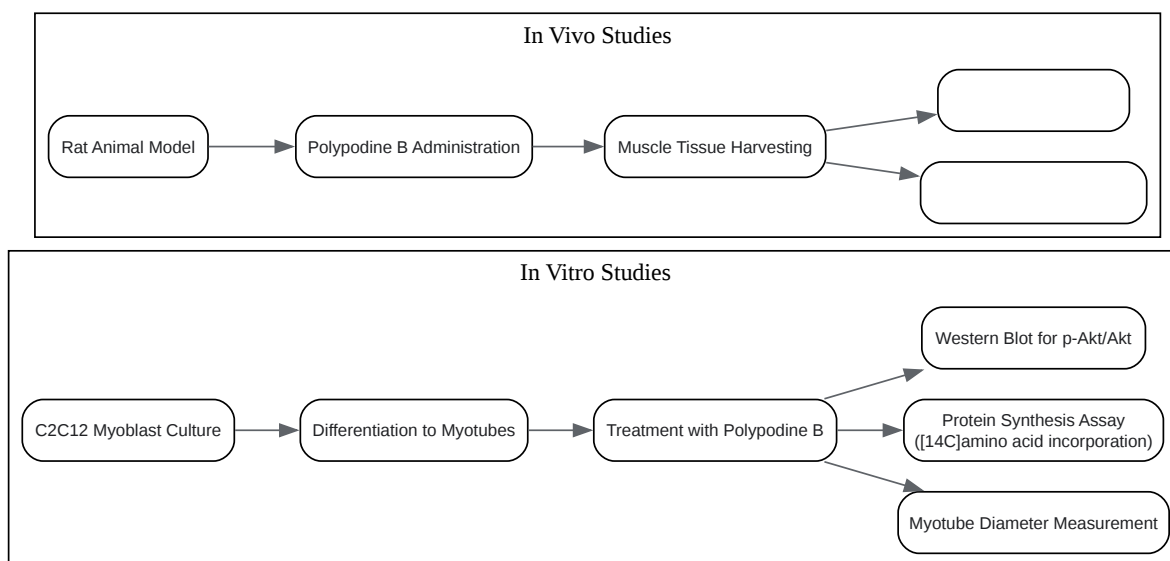 In Vivo Studies
Rat Animal Model
Polypodine B Administration
Muscle Tissue Harvesting
In Vitro Studies
Western Blot for p-Akt/Akt
C2C12 Myoblast Culture
Differentiation to Myotubes
Treatment with Polypodine B
Protein Synthesis Assay
([14C]amino acid incorporation)
Myotube Diameter Measurement